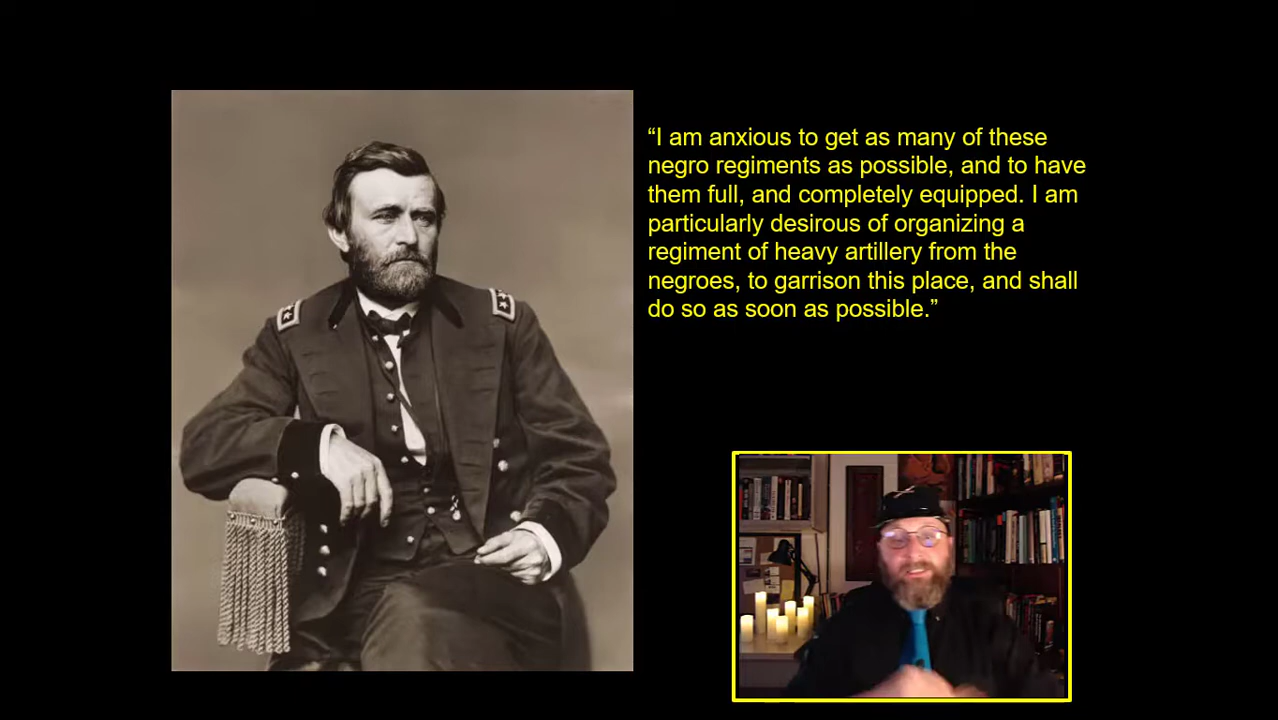 “I am anxious to get as many of these
negro regiments as possible, and to have
them full, and completely equipped. I am
particularly desirous of organizing a
regiment of heavy artillery from the
negroes, to garrison this place, and shall
do so as soon as possible.”